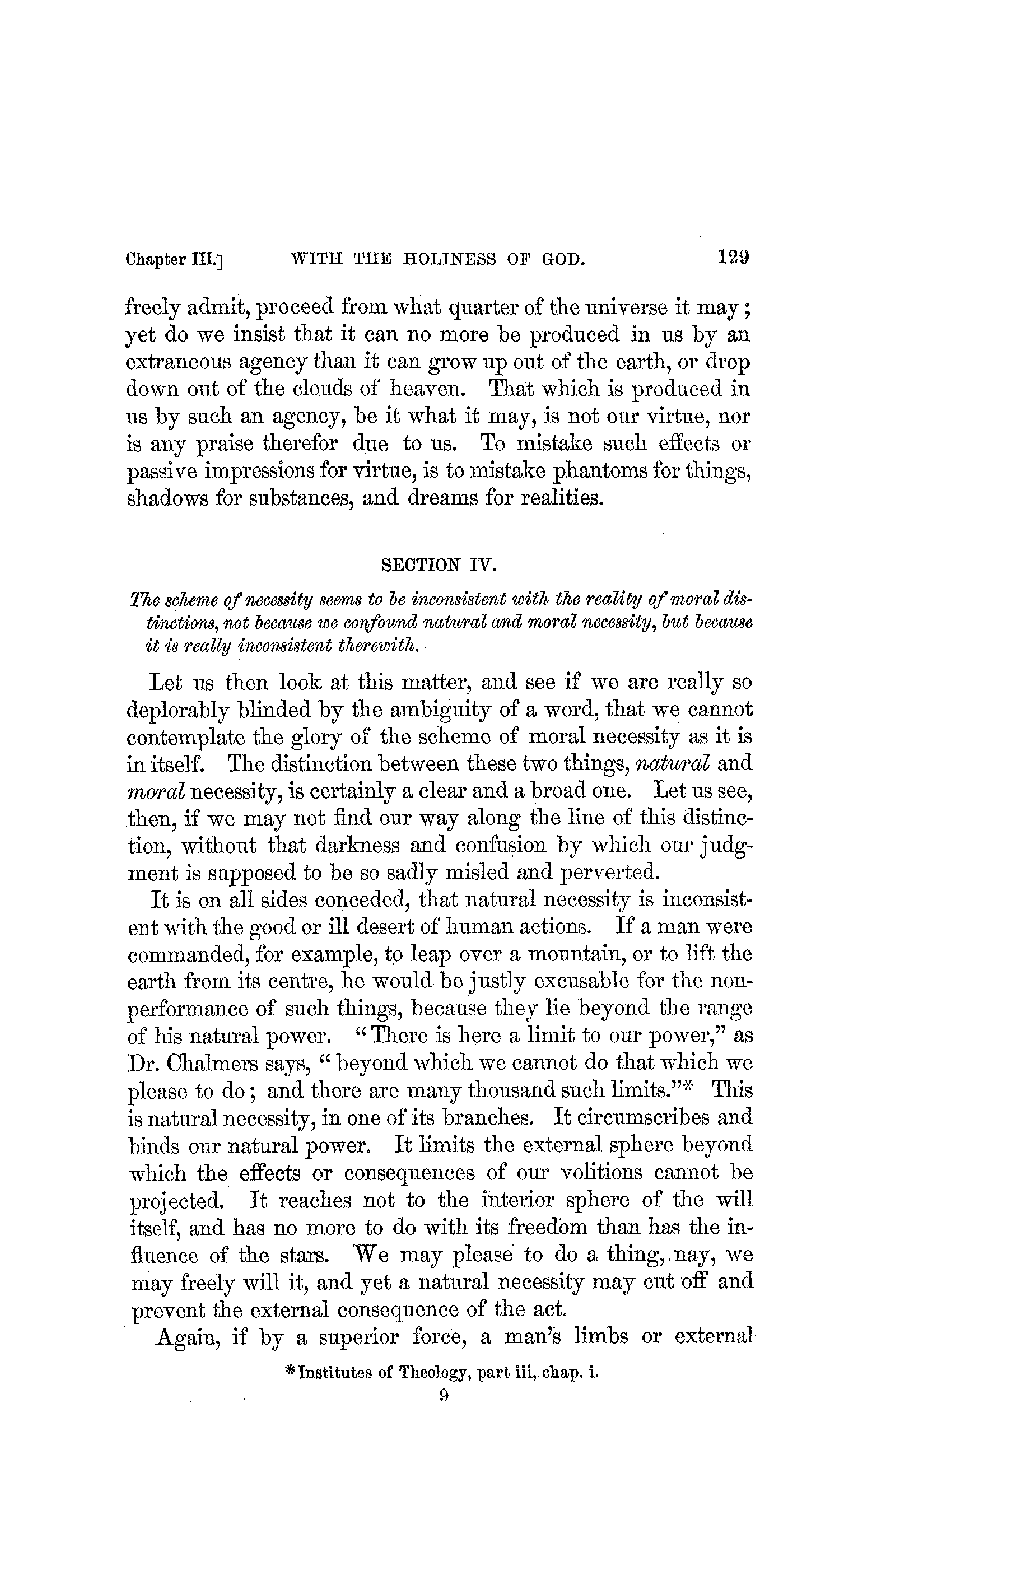 Chapter III.] WITH THE HOLINESS OF GOD. 129
freely admit, proceed from what quarter of the universe it may;
yet do we insist that it can no more be produced in us by an
extraneous agency than it can grow up out of the earth, or drop
down out of the clouds of heaven. That which is produced in
us by such an agency, be it what it may, is not our virtue, nor
is any praise therefor due to us. To mistake such effects or
passive impressions for virtue, is to mistake phantoms for things,
shadows for substances, and dreams for realities.
SECTION IV.
The scheme of necessity seems to be inconsistent with the reality of moral dis-
tinctions, not because we confound natural and moral necessity, but because
it is really inconsistent therewith.
Let us then look at this matter, and see if we are really so
deplorably blinded by the ambiguity of a word, that we cannot
contemplate the glory of the scheme of moral necessity as it is
in itself. The distinction between these two things, natural and
moral necessity, is certainly a clear and a broad one. Let us see,
then, if we may not find our way along the line of this distinc-
tion, without that darkness and confusion by which our judg-
ment is supposed to be so sadly misled and perverted.
It is on all sides conceded, that natural necessity is inconsist-
ent with the good or ill desert of human actions. If a man were
commanded, for example, to leap over a mountain, or to lift the
earth from its centre, he would be justly excusable for the non-
performance of such things, because they lie beyond the range
of his natural power. "There is here a limit to our power," as
Dr. Chalmers says, "beyond which we cannot do that which we
please to do; and there are many thousand such limits."* This
is natural necessity, in one of its branches. It circumscribes and
binds our natural power. It limits the external sphere beyond
which the effects or consequences of our volitions cannot be
projected. It reaches not to the interior sphere of the will
itself, and has no more to do with its freedom than has the in-
fluence of the stars. We may please to do a thing, nay, we
may freely will it, and yet a natural necessity may cut off and
prevent the external consequence of the act.
Again, if by a superior force, a man's limbs or external
*Institutes of Theology, part iii, chap. i.
9